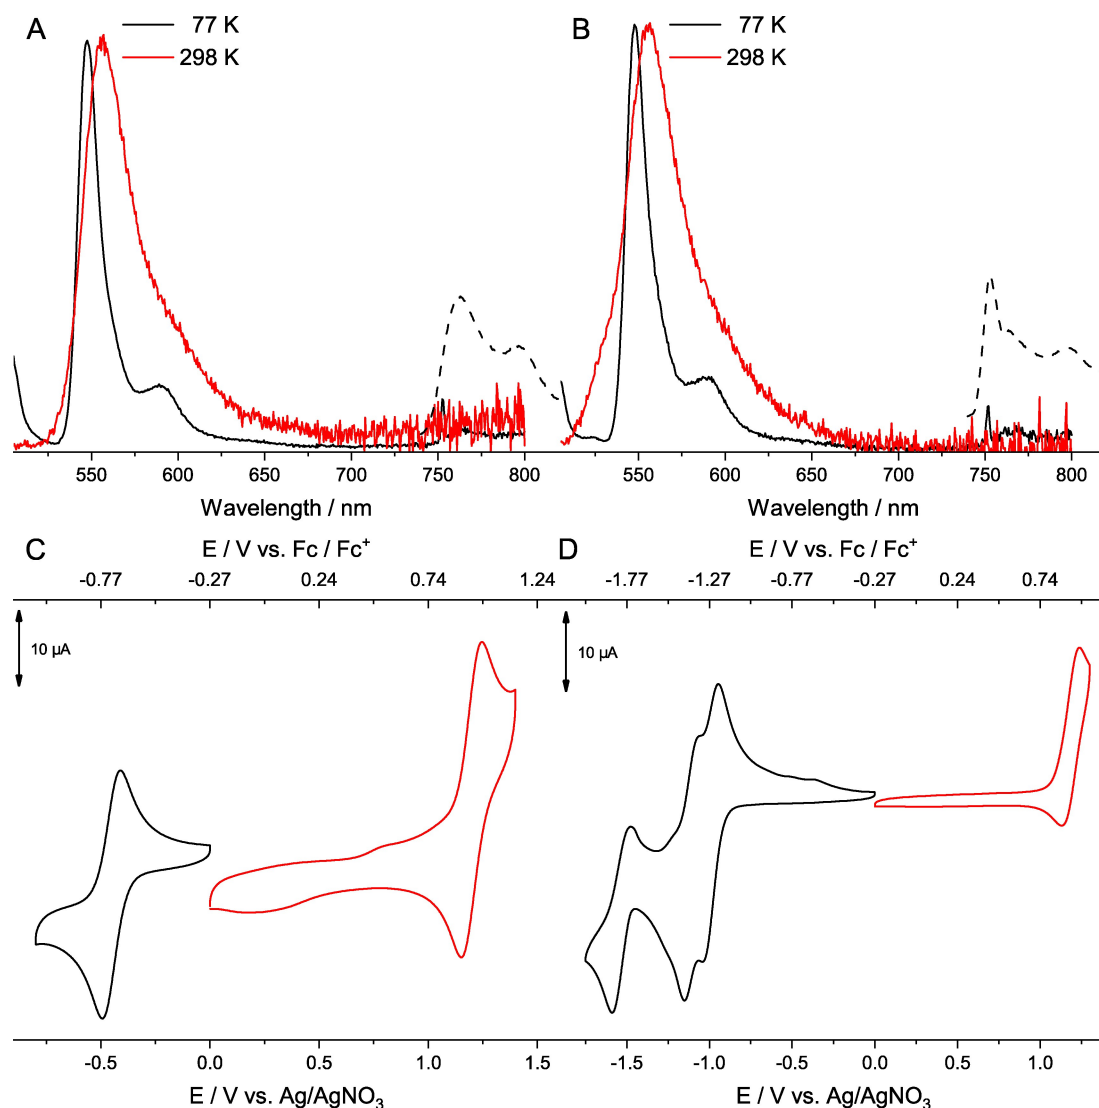 A
77 K
298 K
550 600 650 700 750 800
Wavelength / nm
B
77 K
298 K
550 600 650 700 750 800
Wavelength / nm
C
E / V vs. Fc / Fc⁺
-0.77 -0.27 0.24 0.74 1.24
10 µA
-0.5 0.0 0.5 1.0 1.5
E / V vs. Ag/AgNO₃
D
E / V vs. Fc / Fc⁺
-1.77 -1.27 -0.77 -0.27 0.24 0.74
10 µA
-1.5 -1.0 -0.5 0.0 0.5 1.0
E / V vs. Ag/AgNO₃